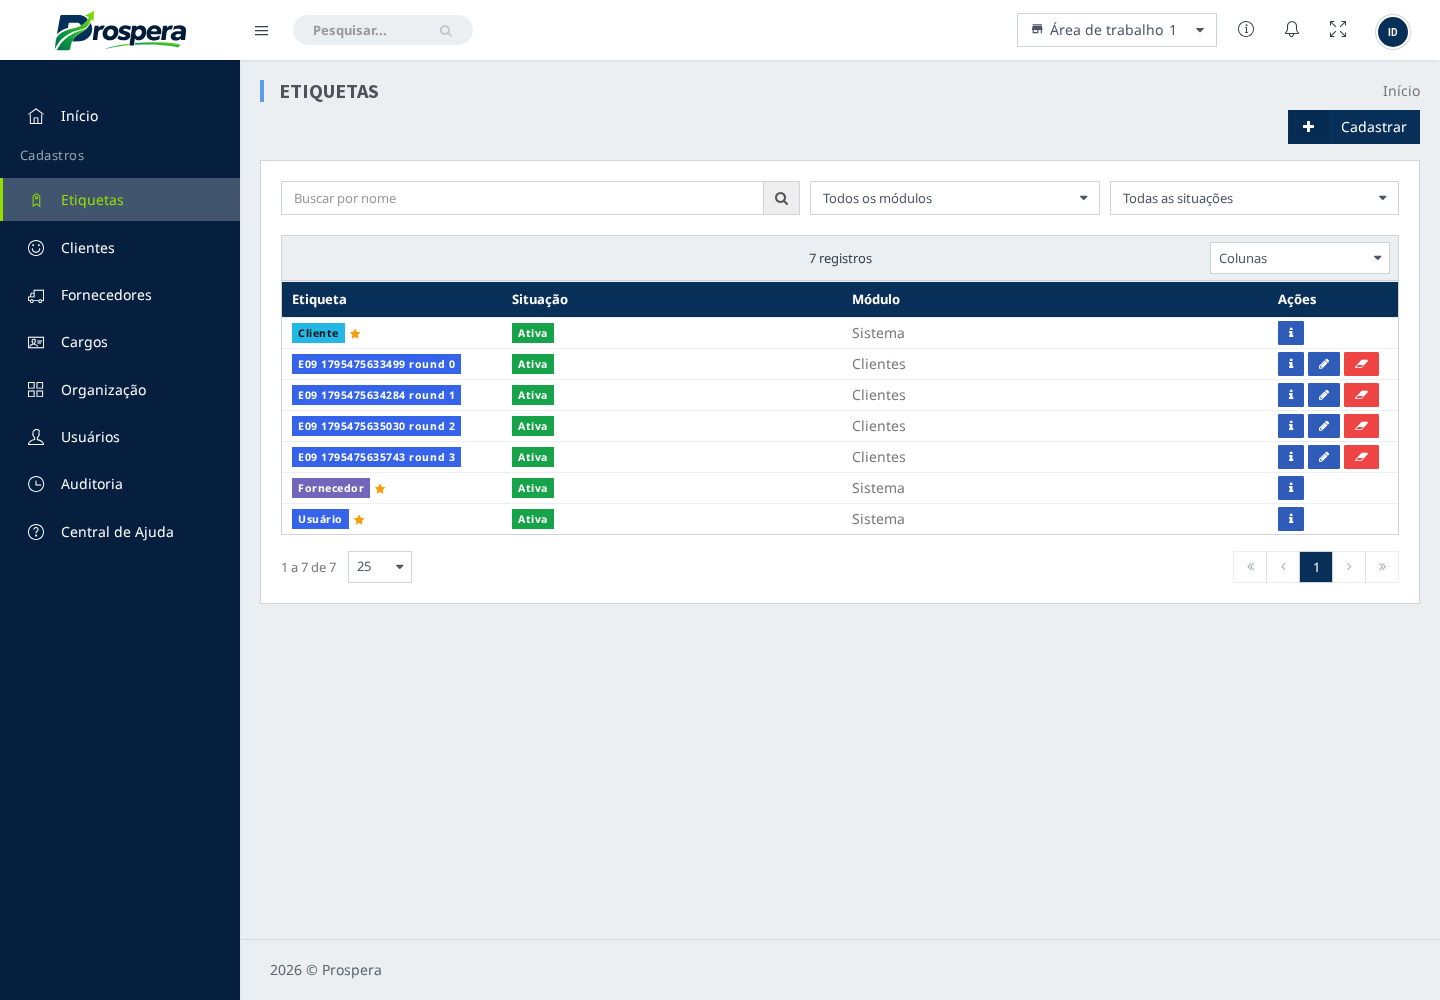 Prospera
Pesquisar...
Área de trabalho 1
ID
Início
Cadastros
Etiquetas
Clientes
Fornecedores
Cargos
Organização
Usuários
Auditoria
Central de Ajuda
ETIQUETAS
Início
Cadastrar
Buscar por nome
Todos os módulos
Todas as situações
7 registros
Colunas
Etiqueta Situação Módulo Ações
Cliente Ativa Sistema
E09 1795475633499 round 0 Ativa Clientes
E09 1795475634284 round 1 Ativa Clientes
E09 1795475635030 round 2 Ativa Clientes
E09 1795475635743 round 3 Ativa Clientes
Fornecedor Ativa Sistema
Usuário Ativa Sistema
1 a 7 de 7 25 1
2026 © Prospera